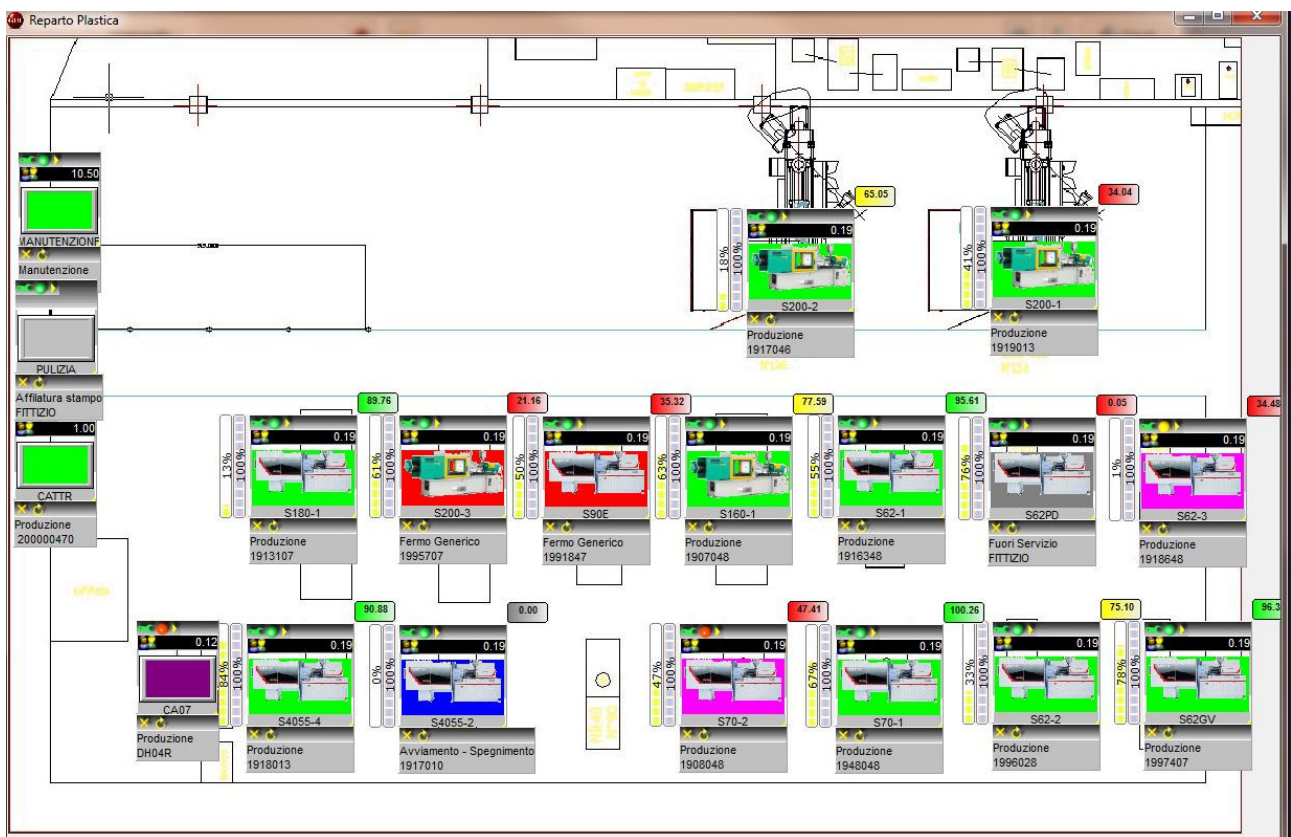 Reparto Plastica
10.50
MANUTENZIONE
Manutenzione
PULIZIA
Affilatura stampo
FITTIZIO
1.00
CATTR
Produzione
200000470
65.05
0.19
18%
100%
S200-2
Produzione
1917046
34.04
0.19
41%
100%
S200-1
Produzione
1919013
89.76
0.19
13%
100%
S180-1
Produzione
1913107
21.16
0.19
61%
100%
S200-3
Fermo Generico
1995707
35.32
0.19
50%
100%
S90E
Fermo Generico
1991847
77.59
0.19
63%
100%
S160-1
Produzione
1907048
95.61
0.19
55%
100%
S62-1
Produzione
1916348
0.05
0.19
76%
100%
S62PD
Fuori Servizio
FITTIZIO
34.48
0.19
1%
100%
S62-3
Produzione
1918648
0.12
CA07
Produzione
DH04R
90.88
0.19
84%
100%
S4055-4
Produzione
1918013
0.00
0.19
0%
100%
S4055-2
Avviamento - Spegnimento
1917010
47.41
0.19
47%
100%
S70-2
Produzione
1908048
100.26
0.19
67%
100%
S70-1
Produzione
1948048
75.10
0.19
33%
100%
S62-2
Produzione
1996028
96.3
0.19
78%
100%
S62GV
Produzione
1997407